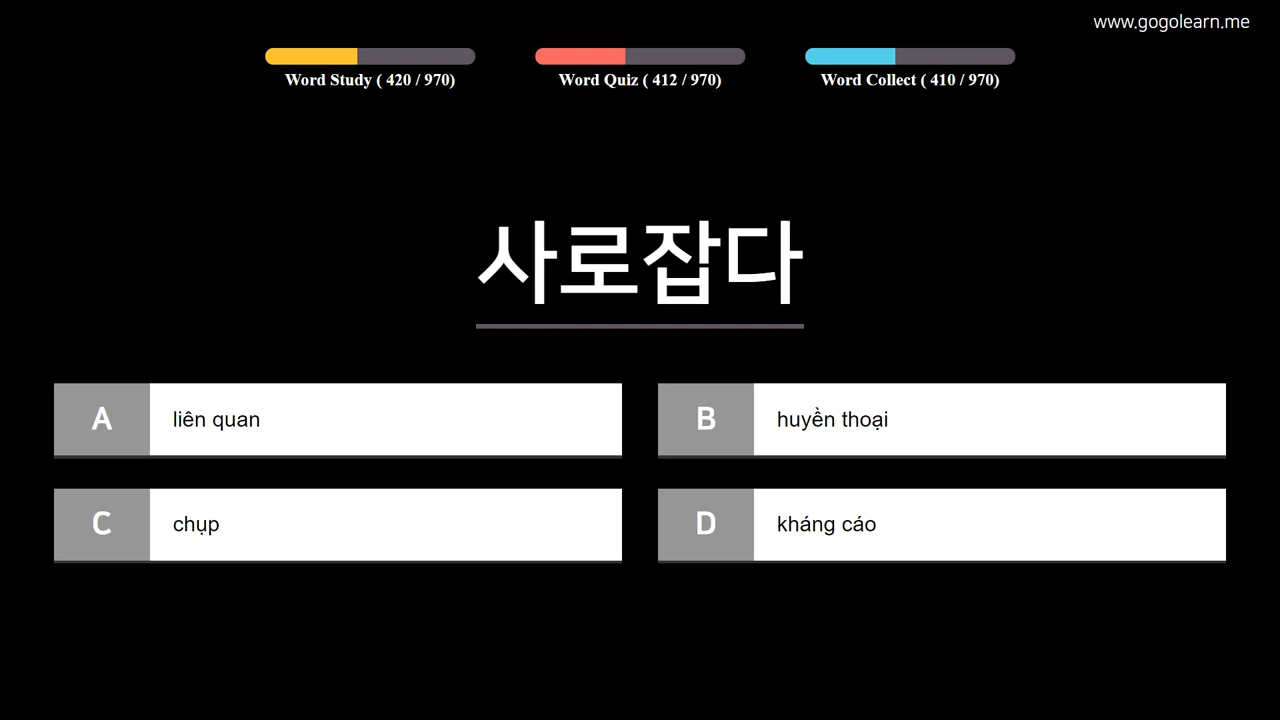 www.gogolearn.me
Word Study ( 420 / 970)
Word Quiz ( 412 / 970)
Word Collect ( 410 / 970)
사로잡다
A liên quan
B huyền thoại
C chụp
D kháng cáo